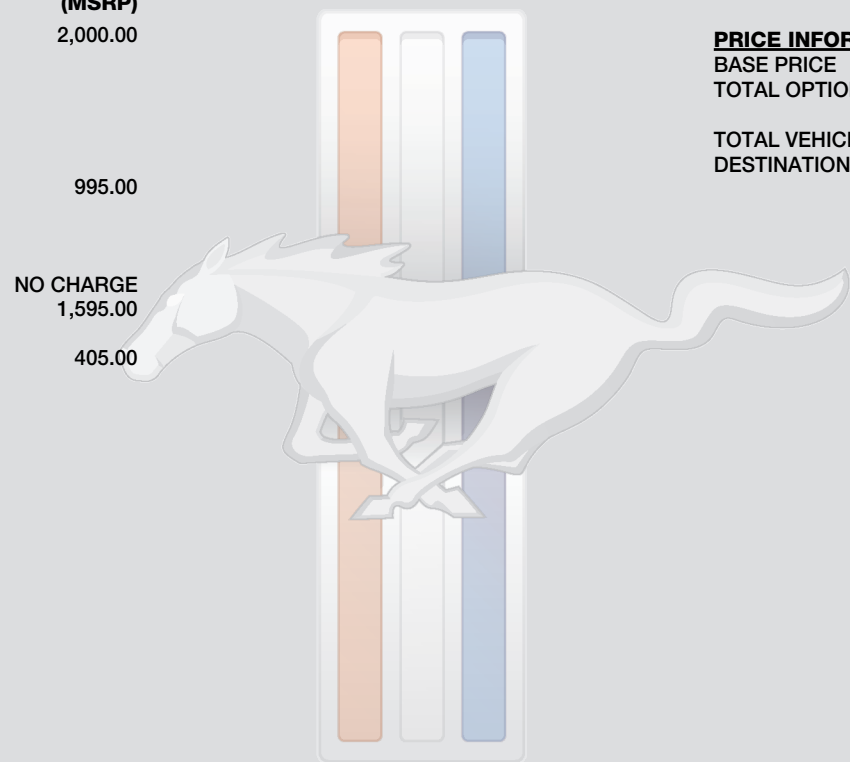 (MSRP)
2,000.00
995.00
NO CHARGE
1,595.00
405.00
PRICE INFOR
BASE PRICE
TOTAL OPTIO
TOTAL VEHICL
DESTINATION